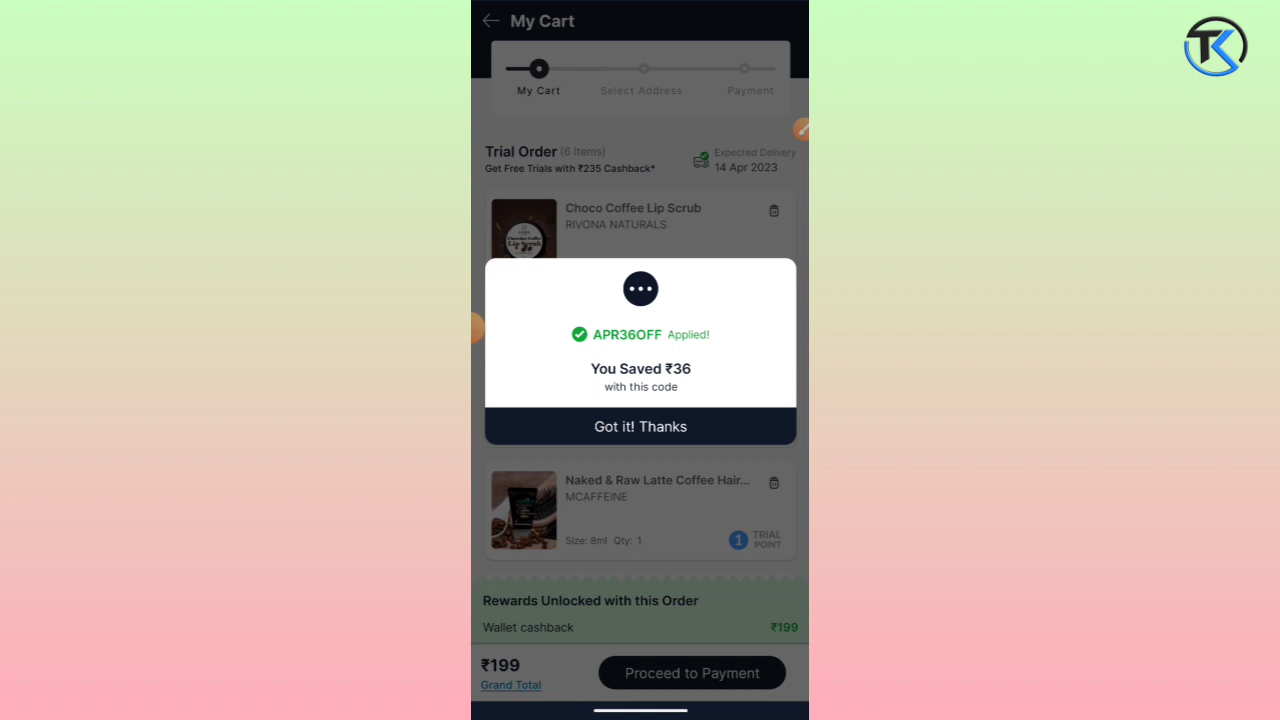 My Cart
My Cart Select Address Payment
Trial Order (6 Items)
Get Free Trials with ₹235 Cashback*
Expected Delivery
14 Apr 2023
Choco Coffee Lip Scrub
RIVONA NATURALS
Lip Scrub
APR36OFF Applied!
You Saved ₹36
with this code
Got it! Thanks
Naked & Raw Latte Coffee Hair...
MCAFFEINE
Size: 8ml Qty: 1
1 TRIAL
POINT
Rewards Unlocked with this Order
Wallet cashback ₹199
₹199
Grand Total
Proceed to Payment
TK